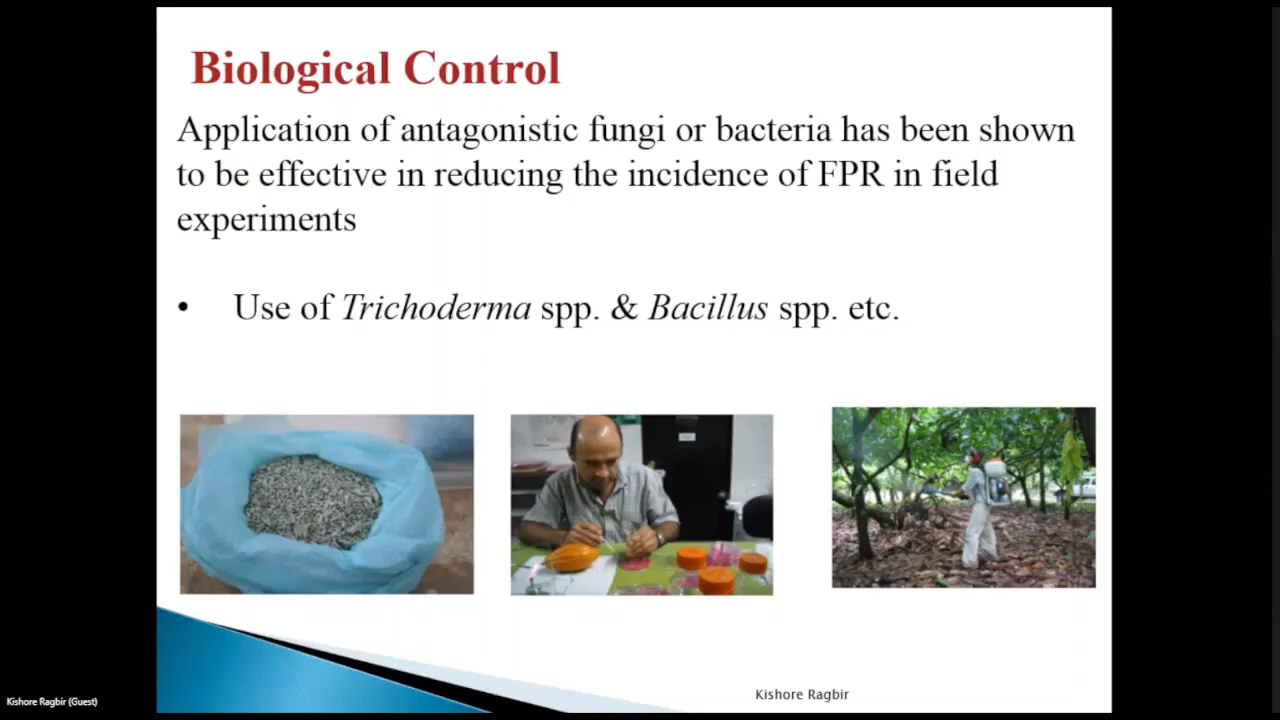 Biological Control
Application of antagonistic fungi or bacteria has been shown
to be effective in reducing the incidence of FPR in field
experiments
• Use of Trichoderma spp. & Bacillus spp. etc.
Kishore Ragbir
Kishore Ragbir (Guest)